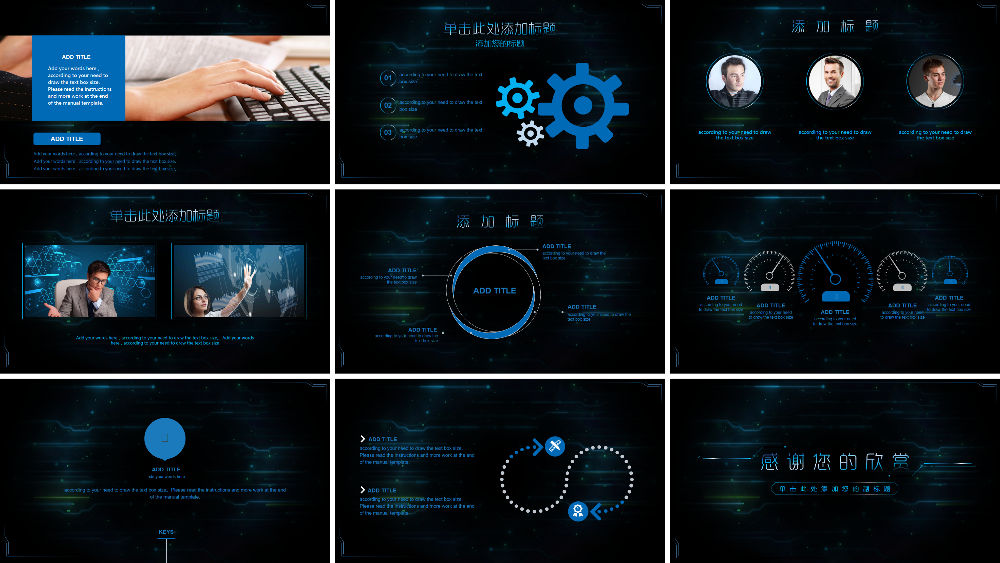 ADD TITLE
Add your words here ,
according to your need to
draw the text box size。
Please read the instructions
and more work at the end
of the manual template.
ADD TITLE
Add your words here , according to your need to draw the text box size。
Add your words here , according to your need to draw the text box size。
Add your words here , according to your need to draw the text box size。
单击此处添加标题
添加您的标题
01
according to your need to draw the text
box size
02
according to your need to draw the text
box size
03
according to your need to draw the text
box size
添加标题
according to your need to draw
the text box size
according to your need to draw
the text box size
according to your need to draw
the text box size
单击此处添加标题
Add your words here , according to your need to draw the text box size。 Add your words
here , according to your need to draw the text box size
添加标题
ADD TITLE
according to your need to draw the
text box size
ADD TITLE
according to your need to draw
the text box size
ADD TITLE
ADD TITLE
according to your need to draw the
text box size
ADD TITLE
according to your need to draw the
text box size
4
3
4
ADD TITLE
according to your need
to draw the text box size
ADD TITLE
according to your need
to draw the text box size
ADD TITLE
according to your need
to draw the text box size
ADD TITLE
according to your need
to draw the text box size
ADD TITLE
according to your need
to draw the text box size
ADD TITLE
add your words here
according to your need to draw the text box size。Please read the instructions and more work at the end
of the manual template.
KEYS
ADD TITLE
according to your need to draw the text box size。
Please read the instructions and more work at the end
of the manual template.
ADD TITLE
according to your need to draw the text box size。
Please read the instructions and more work at the end
of the manual template.
1
感谢您的欣赏
单击此处添加您的副标题